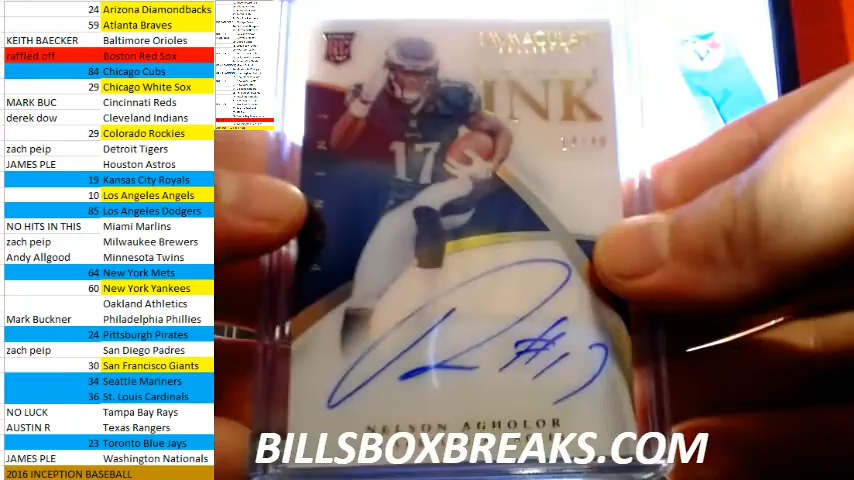 24 Arizona Diamondbacks
59 Atlanta Braves
KEITH BAECKER Baltimore Orioles
raffled off Boston Red Sox
84 Chicago Cubs
29 Chicago White Sox
MARK BUC Cincinnati Reds
derek dow Cleveland Indians
29 Colorado Rockies
zach peip Detroit Tigers
JAMES PLE Houston Astros
19 Kansas City Royals
10 Los Angeles Angels
85 Los Angeles Dodgers
NO HITS IN THIS Miami Marlins
zach peip Milwaukee Brewers
Andy Allgood Minnesota Twins
64 New York Mets
60 New York Yankees
Oakland Athletics
Mark Buckner Philadelphia Phillies
24 Pittsburgh Pirates
zach peip San Diego Padres
30 San Francisco Giants
34 Seattle Mariners
36 St. Louis Cardinals
NO LUCK Tampa Bay Rays
AUSTIN R Texas Rangers
23 Toronto Blue Jays
JAMES PLE Washington Nationals
2016 INCEPTION BASEBALL
RC
IMMACULATE
INK
17
#17
NELSON AGHOLOR
BILLSBOXBREAKS.COM